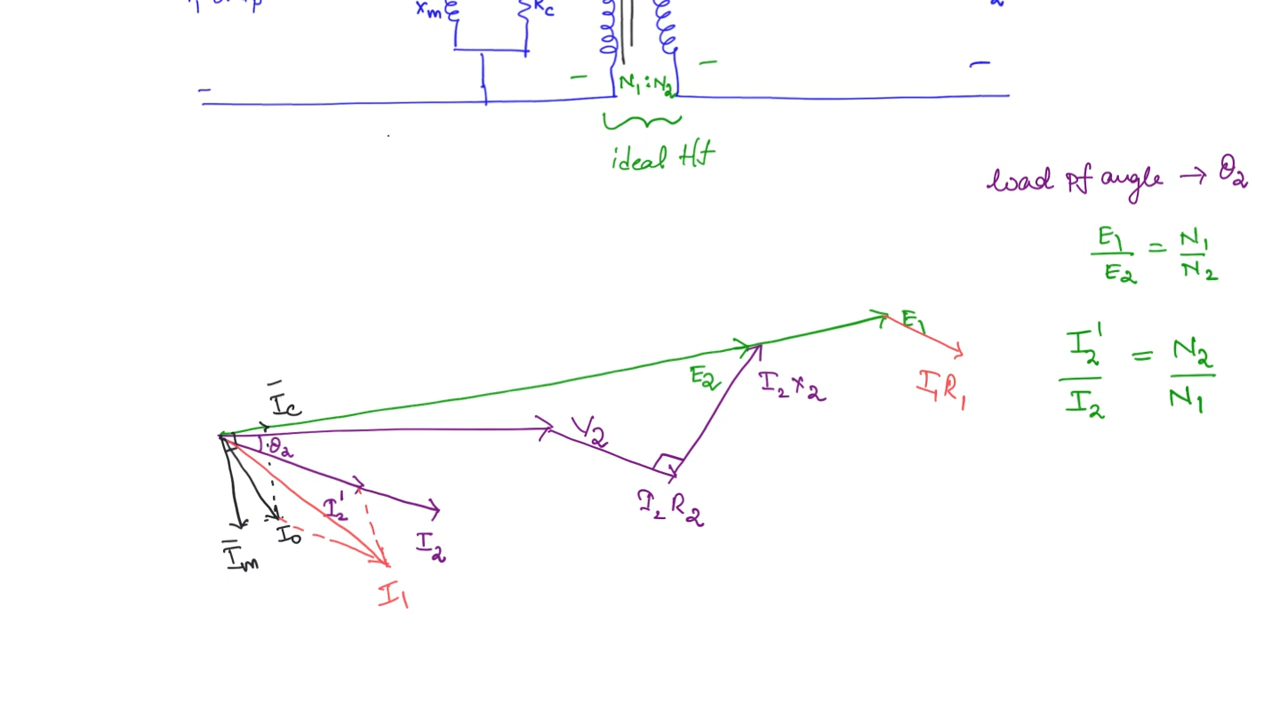 xm
Rc
−
−
−
−
N1 : N2
ideal t/f
load pf angle → θ2
E1/E2 = N1/N2
I2'/I2 = N2/N1
E1
I1R1
E2
I2x2
Ic
V2
θ2
I2R2
I2'
I0
I2
Im
I1